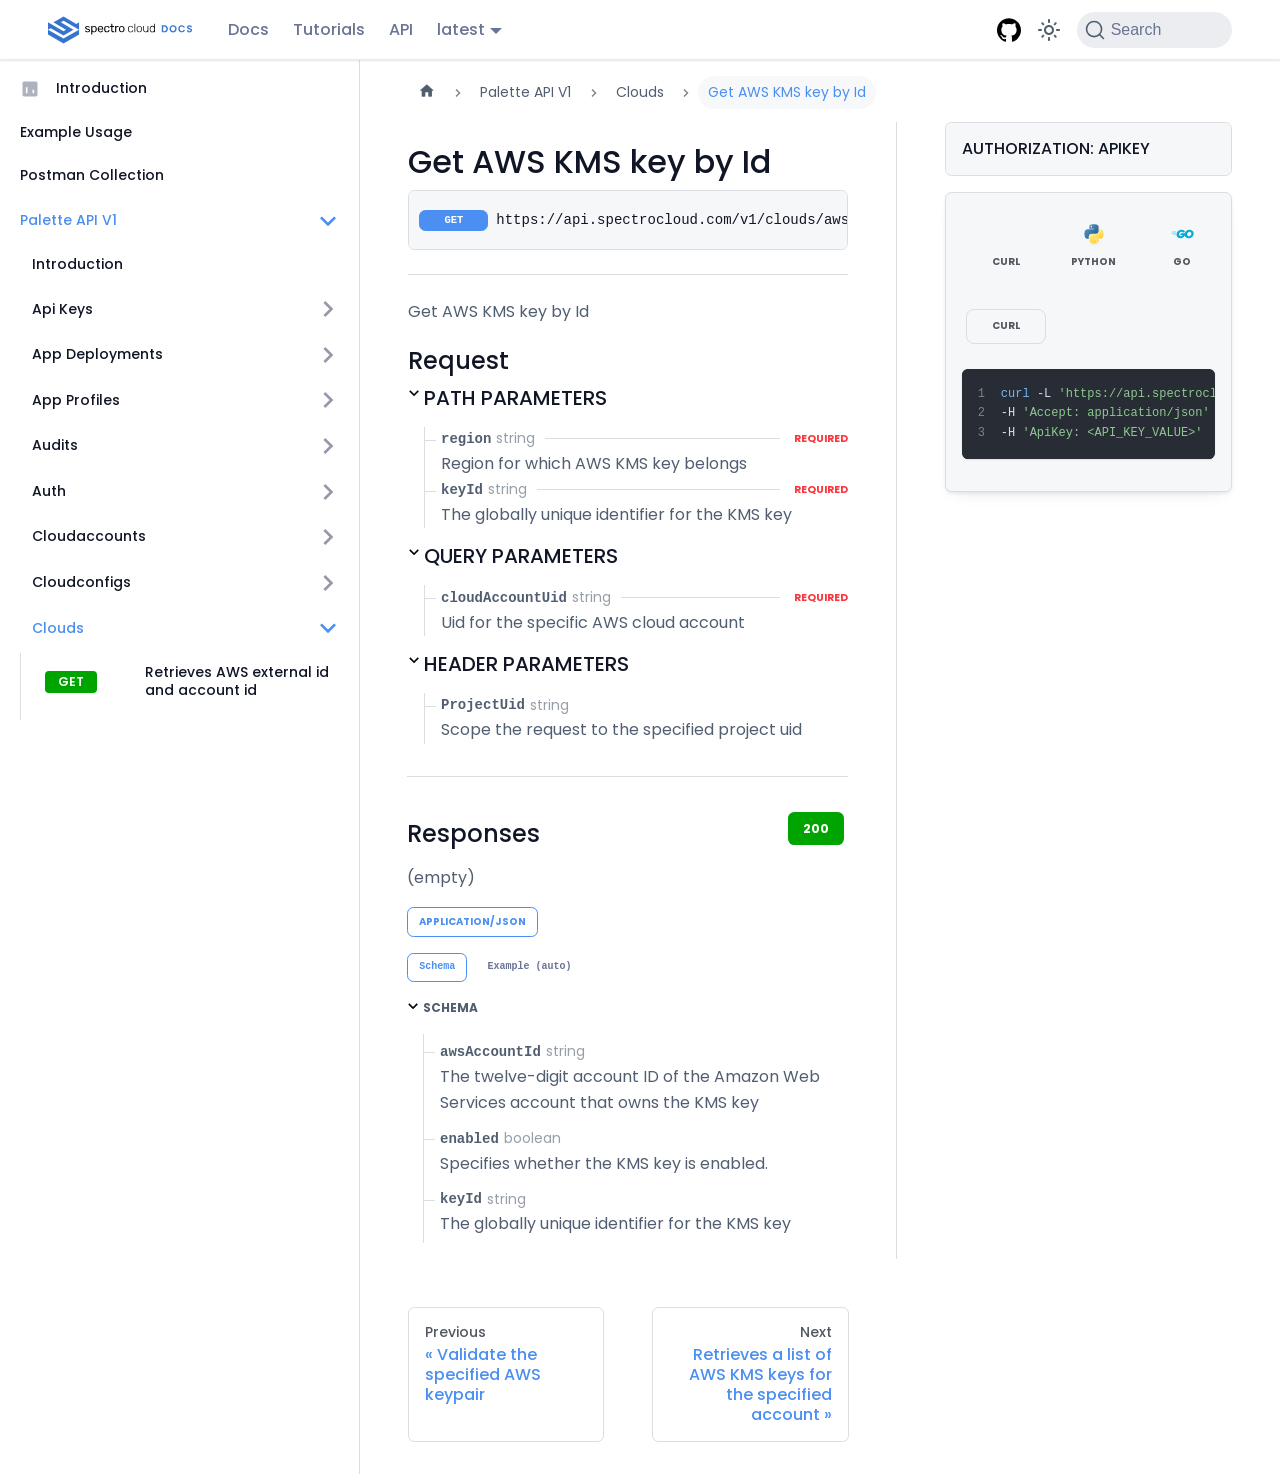 spectro cloud DOCS
Docs
Tutorials
API
latest
Search
Introduction
Example Usage
Postman Collection
Palette API V1
Introduction
Api Keys
App Deployments
App Profiles
Audits
Auth
Cloudaccounts
Cloudconfigs
Clouds
GET
Retrieves AWS external id
and account id
Palette API V1
Clouds
Get AWS KMS key by Id
Get AWS KMS key by Id
GET https://api.spectrocloud.com/v1/clouds/aws
Get AWS KMS key by Id
Request
PATH PARAMETERS
region string REQUIRED
Region for which AWS KMS key belongs
keyId string REQUIRED
The globally unique identifier for the KMS key
QUERY PARAMETERS
cloudAccountUid string REQUIRED
Uid for the specific AWS cloud account
HEADER PARAMETERS
ProjectUid string
Scope the request to the specified project uid
Responses
200
(empty)
APPLICATION/JSON
Schema
Example (auto)
SCHEMA
awsAccountId string
The twelve-digit account ID of the Amazon Web
Services account that owns the KMS key
enabled boolean
Specifies whether the KMS key is enabled.
keyId string
The globally unique identifier for the KMS key
Previous
« Validate the
specified AWS
keypair
Next
Retrieves a list of
AWS KMS keys for
the specified
account »
AUTHORIZATION: APIKEY
CURL
PYTHON
GO
GO
CURL
1 curl -L 'https://api.spectrocl
2 -H 'Accept: application/json'
3 -H 'ApiKey: <API_KEY_VALUE>'